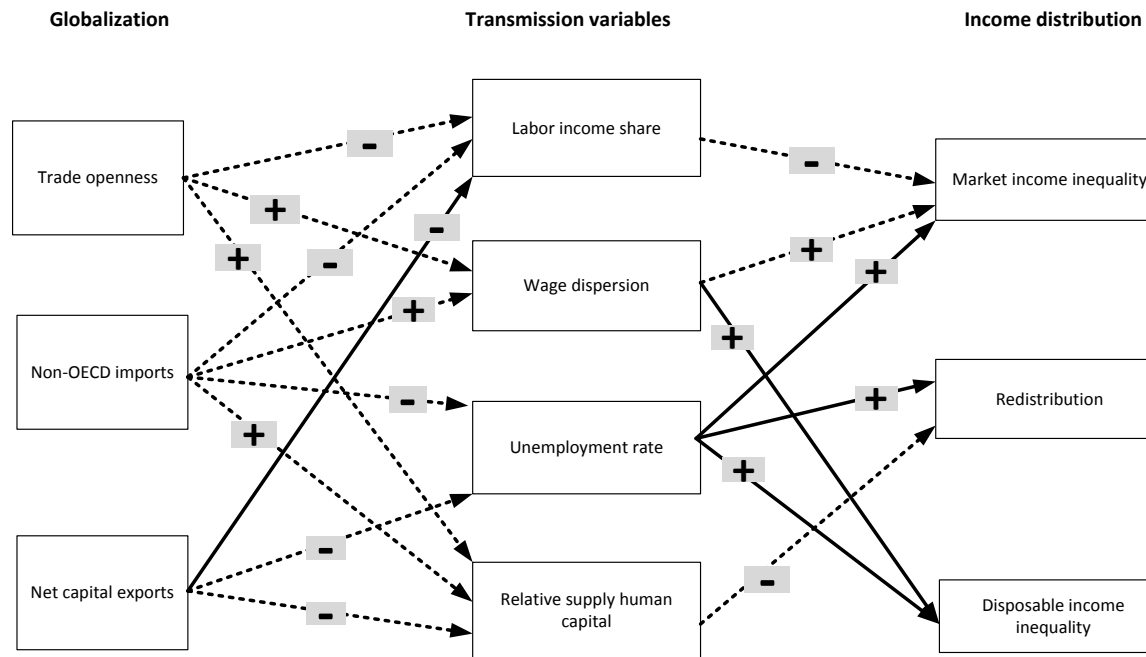 Globalization
Transmission variables
Income distribution
Trade openness
Non-OECD imports
Net capital exports
Labor income share
Wage dispersion
Unemployment rate
Relative supply human
capital
Market income inequality
Redistribution
Disposable income
inequality
-
+
+
-
-
+
-
+
-
-
-
+
+
+
+
+
-